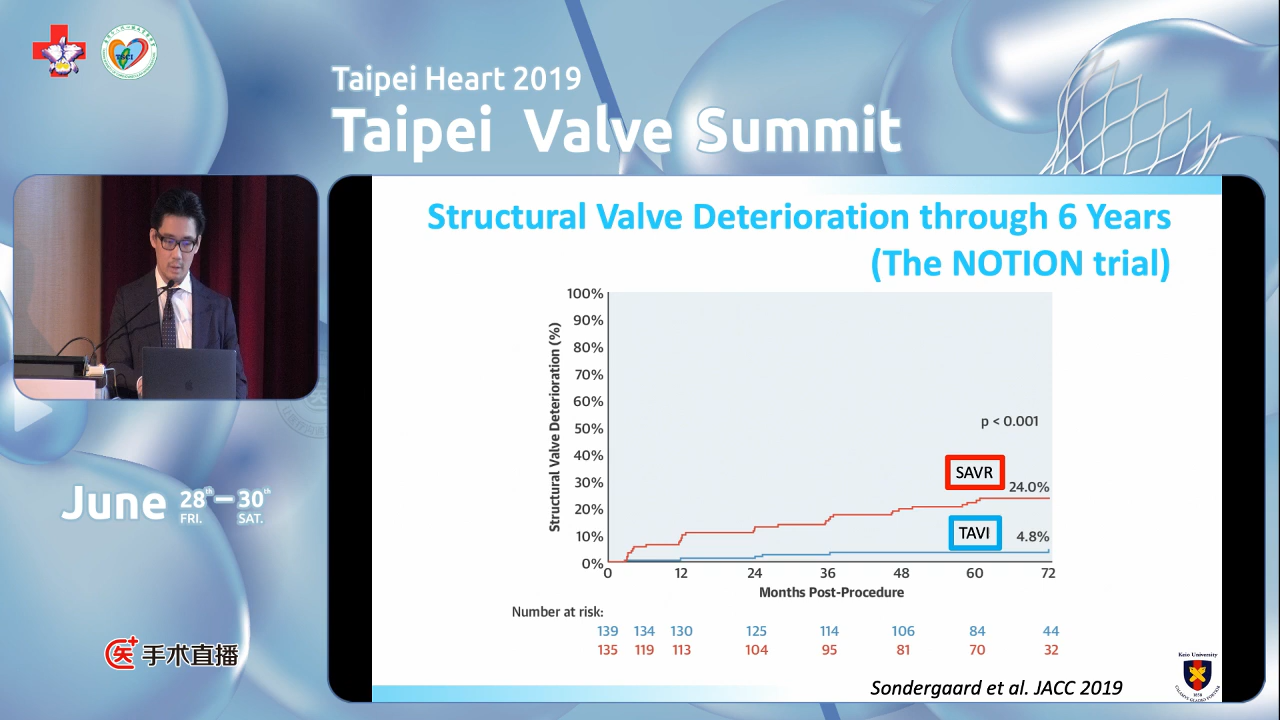 Taipei Heart 2019
Taipei Valve Summit
TSCI
Structural Valve Deterioration through 6 Years
(The NOTION trial)
Structural Valve Deterioration (%)
100%
90%
80%
70%
60%
50%
40%
30%
20%
10%
0%
p < 0.001
SAVR
24.0%
TAVI
4.8%
0 12 24 36 48 60 72
Months Post-Procedure
Number at risk:
139 134 130 125 114 106 84 44
135 119 113 104 95 81 70 32
Sondergaard et al. JACC 2019
Keio University
June 28th – 30th
FRI. SAT.
医 手术直播